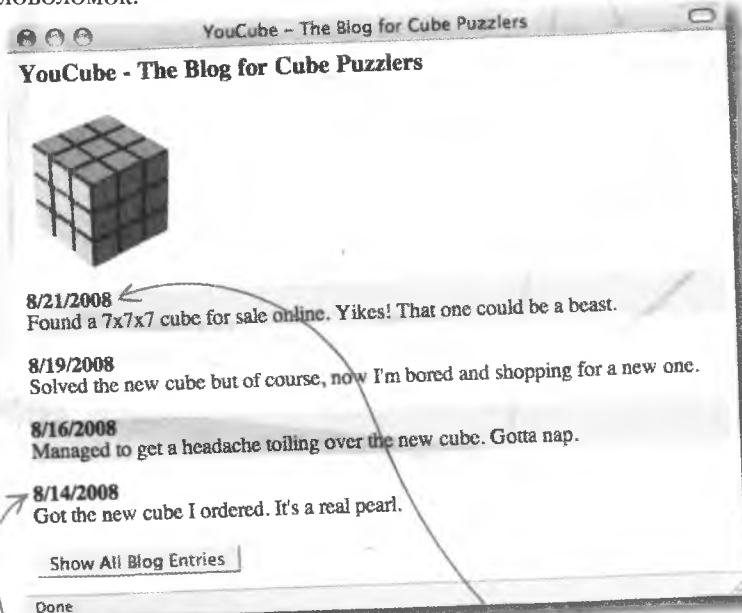 YouCube – The Blog for Cube Puzzlers
YouCube - The Blog for Cube Puzzlers
8/21/2008
Found a 7x7x7 cube for sale online. Yikes! That one could be a beast.
8/19/2008
Solved the new cube but of course, now I'm bored and shopping for a new one.
8/16/2008
Managed to get a headache toiling over the new cube. Gotta nap.
8/14/2008
Got the new cube I ordered. It's a real pearl.
Show All Blog Entries
Done